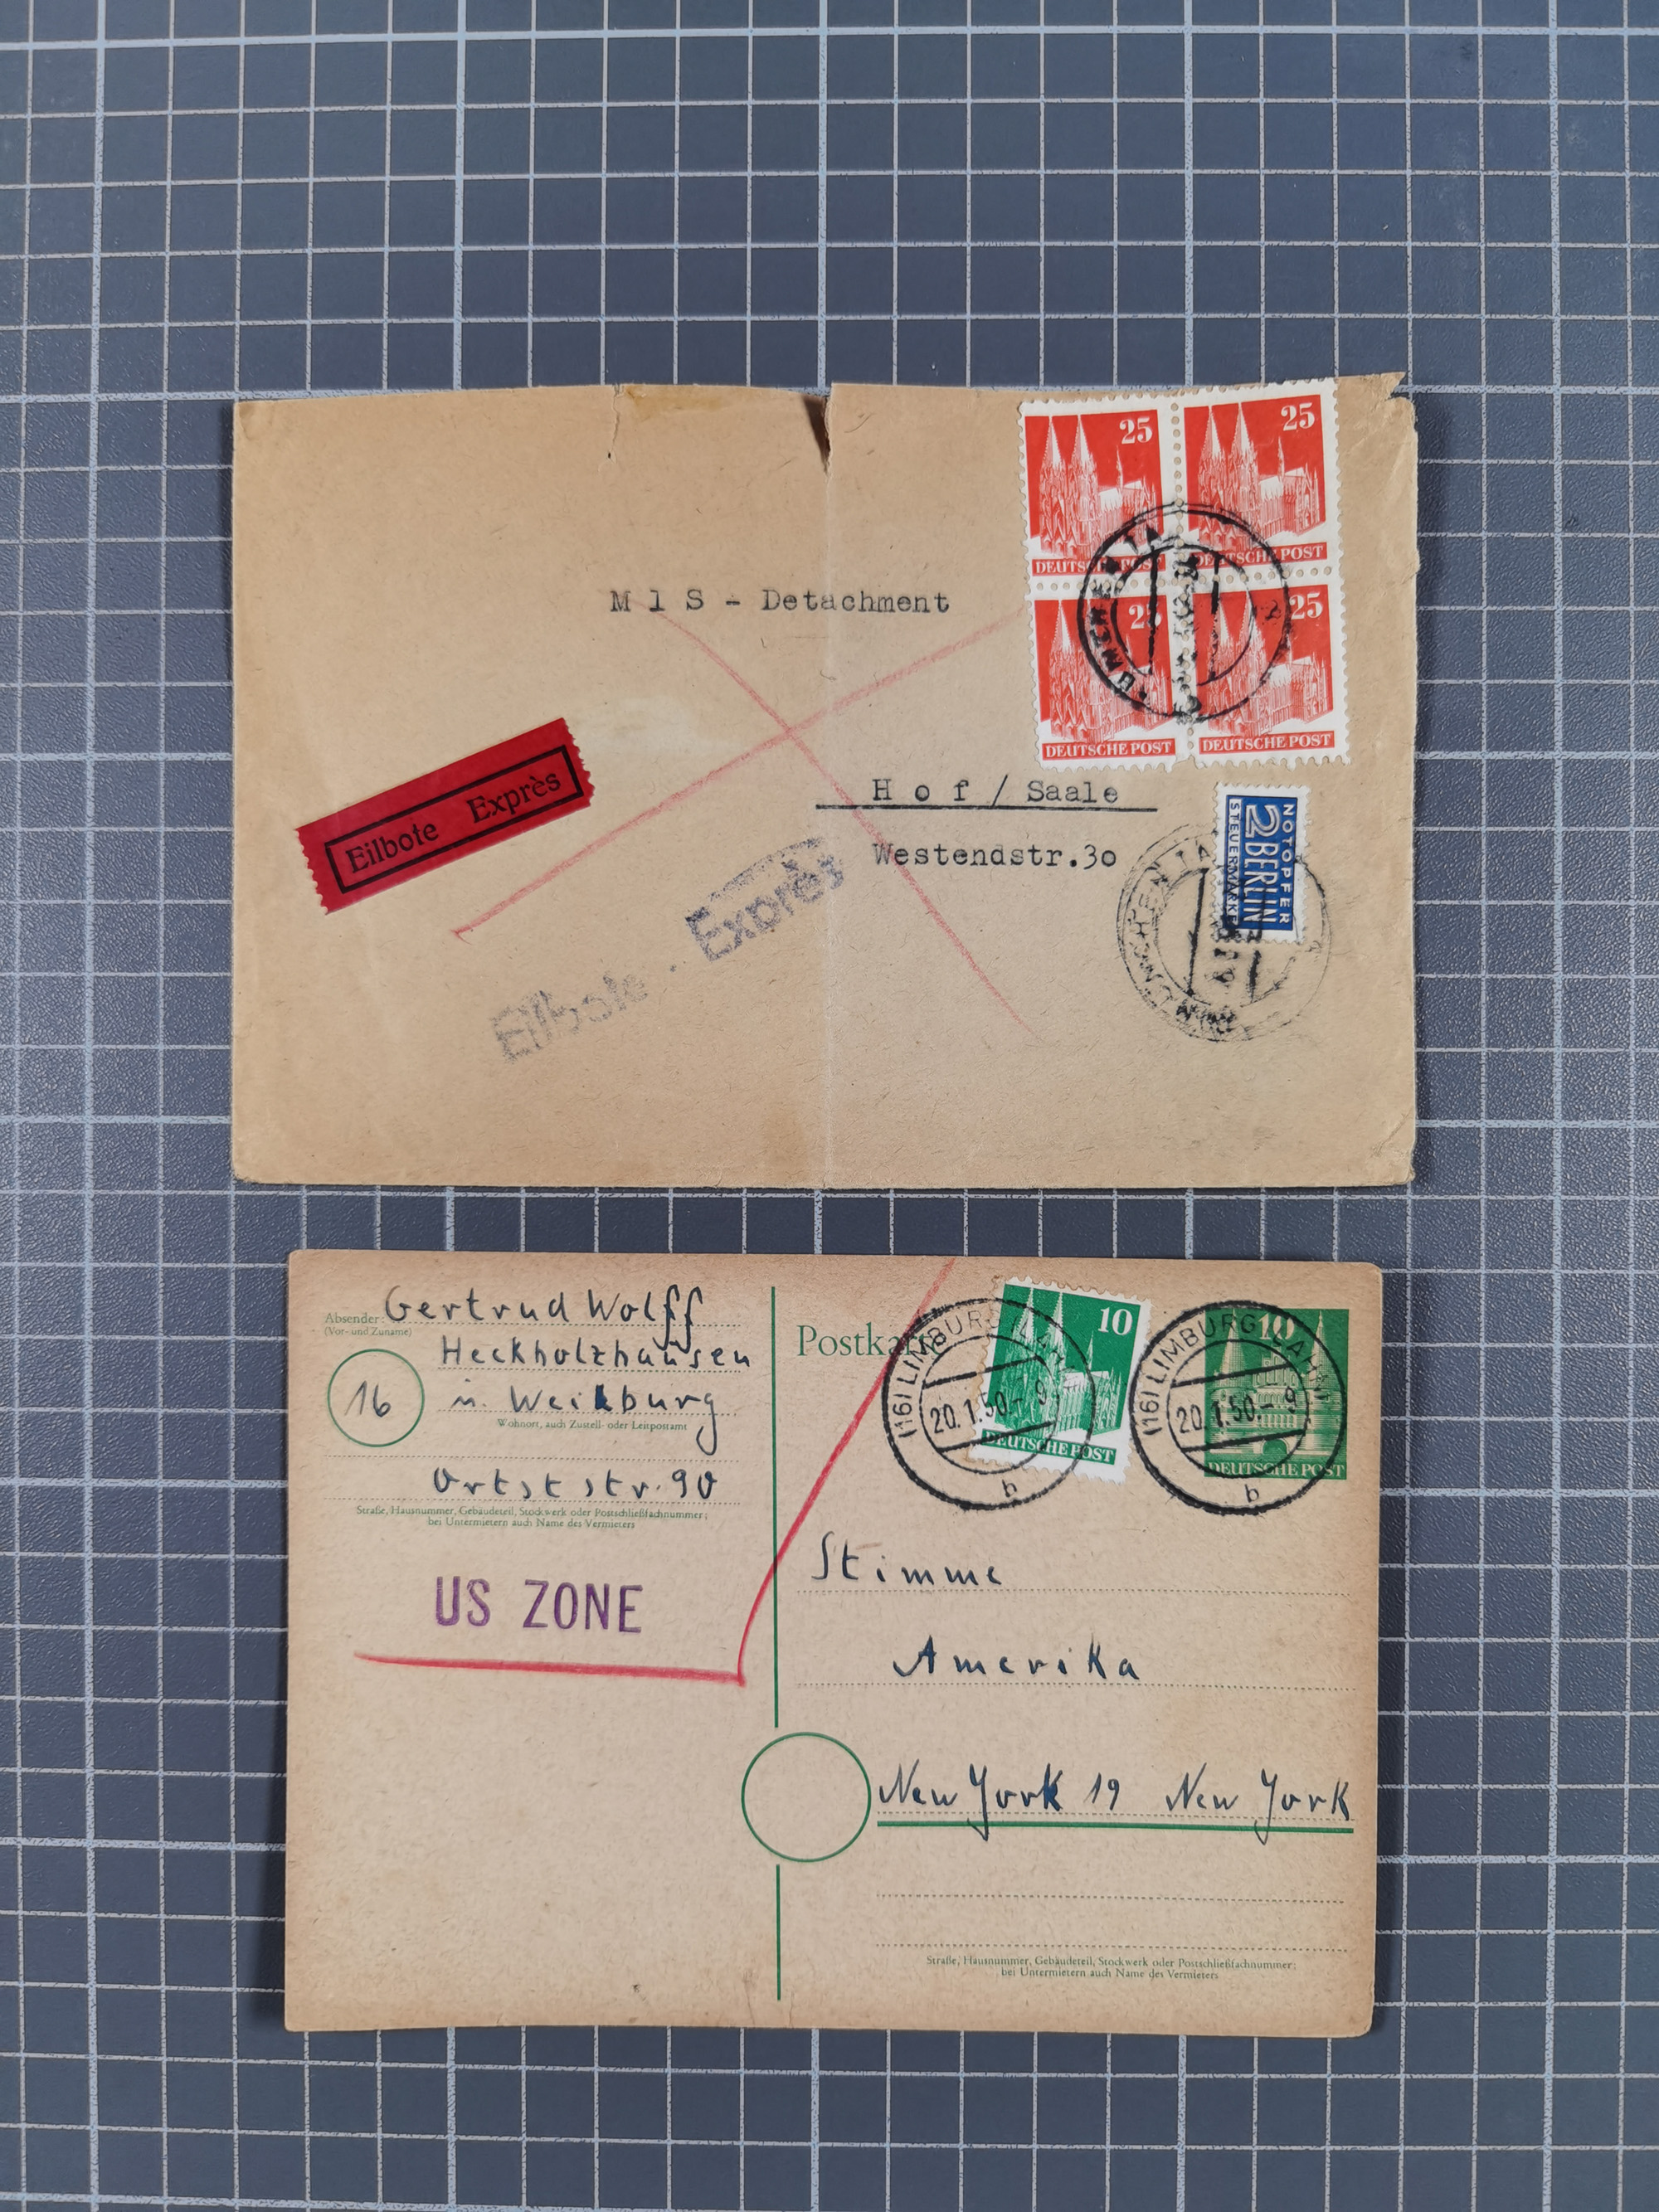 25
25
DEUTSCHE POST
DEUTSCHE POST
25
25
DEUTSCHE POST
DEUTSCHE POST
M l S - Detachment
Eilbote Exprès
H o f / Saale
Westendstr.3o
NOTOPFER
2 BERLIN
STEUERMARKE
MÜNCHEN
Eilbote . Exprès
Absender: Gertrud Wolff
(Vor- und Zuname)
Heckholzhausen
16
ü. Weilburg
Wohnort, auch Zustell- oder Leitpostamt
Ortststr. 90
Straße, Hausnummer, Gebäudeteil, Stockwerk oder Postschließfachnummer;
bei Untermietern auch Name des Vermieters
US ZONE
Postkarte
10
DEUTSCHE POST
(16) LIMBURG (LAHN)
20.1.50.- 9
b
10
DEUTSCHE POST
(16) LIMBURG (LAHN)
20.1.50.- 9
b
Stimme
Amerika
New York 19 New York
Straße, Hausnummer, Gebäudeteil, Stockwerk oder Postschließfachnummer;
bei Untermietern auch Name des Vermieters